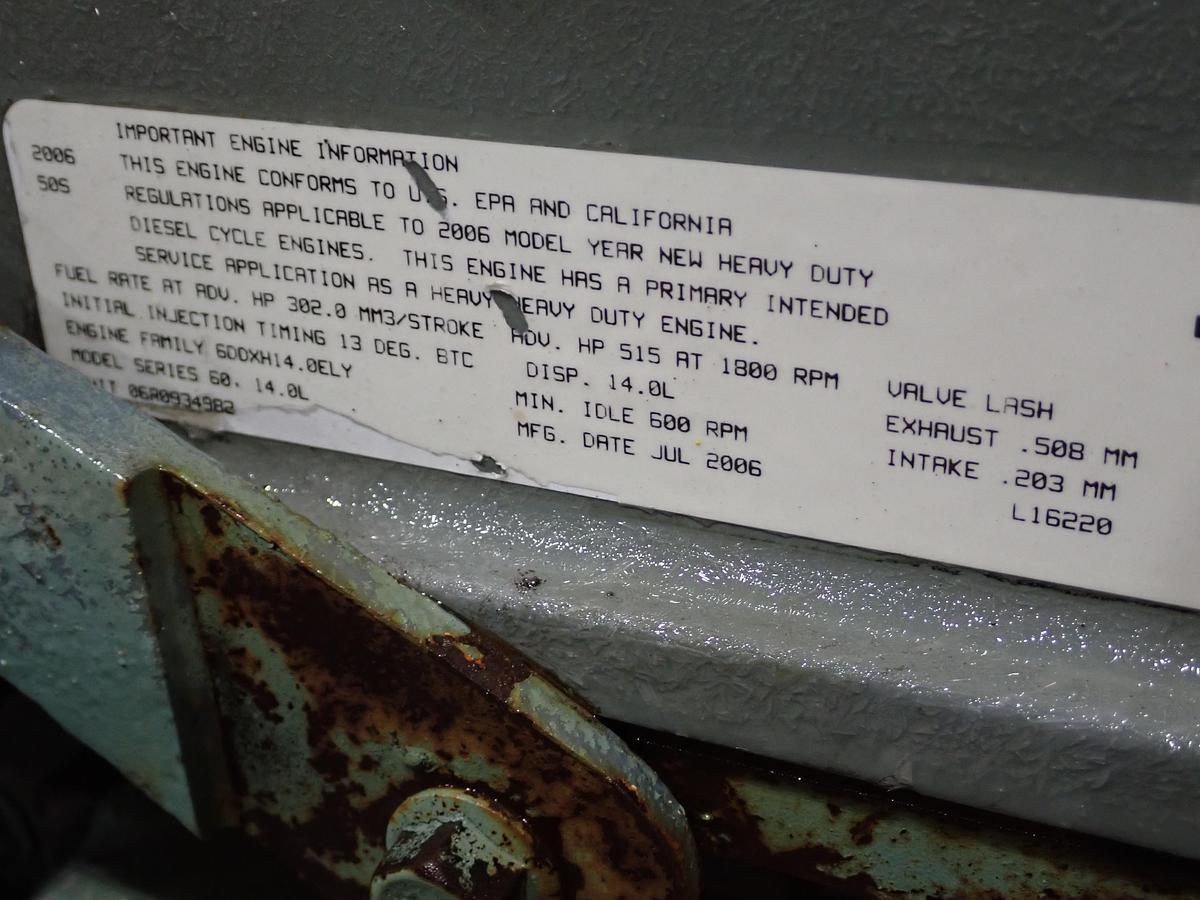 IMPORTANT ENGINE INFORMATION
2006 THIS ENGINE CONFORMS TO U.S. EPA AND CALIFORNIA
50S REGULATIONS APPLICABLE TO 2006 MODEL YEAR NEW HEAVY DUTY
DIESEL CYCLE ENGINES. THIS ENGINE HAS A PRIMARY INTENDED
SERVICE APPLICATION AS A HEAVY HEAVY DUTY ENGINE.
FUEL RATE AT ADV. HP 302.0 MM3/STROKE ADV. HP 515 AT 1800 RPM VALVE LASH
INITIAL INJECTION TIMING 13 DEG. BTC DISP. 14.0L EXHAUST .508 MM
ENGINE FAMILY 6DDXH14.0ELY MIN. IDLE 600 RPM INTAKE .203 MM
MODEL SERIES 60, 14.0L MFG. DATE JUL 2006 L16220
06R0934982